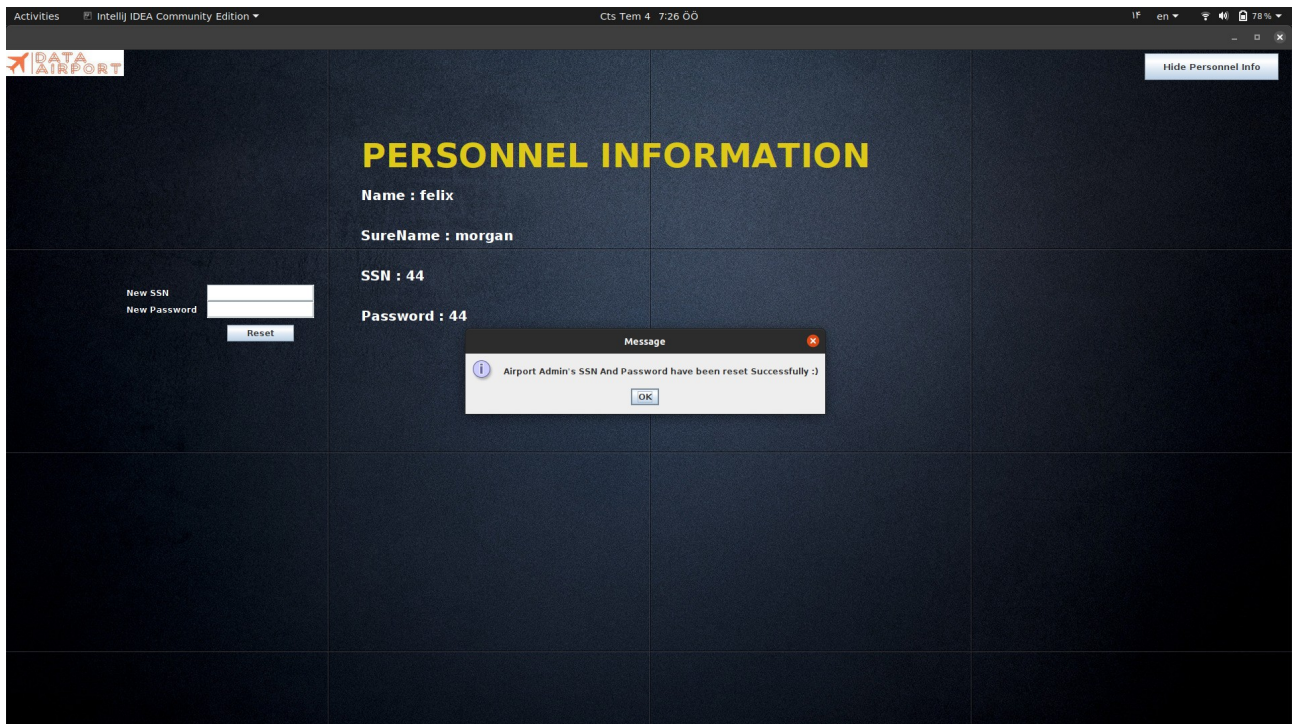 Activities IntelliJ IDEA Community Edition Cts Tem 4 7:26 ÖÖ ۱۴ en 78%
DATA
AIRPORT
Hide Personnel Info
PERSONNEL INFORMATION
Name : felix
SureName : morgan
SSN : 44
Password : 44
New SSN
New Password
Reset
Message
Airport Admin's SSN And Password have been reset Successfully :)
OK